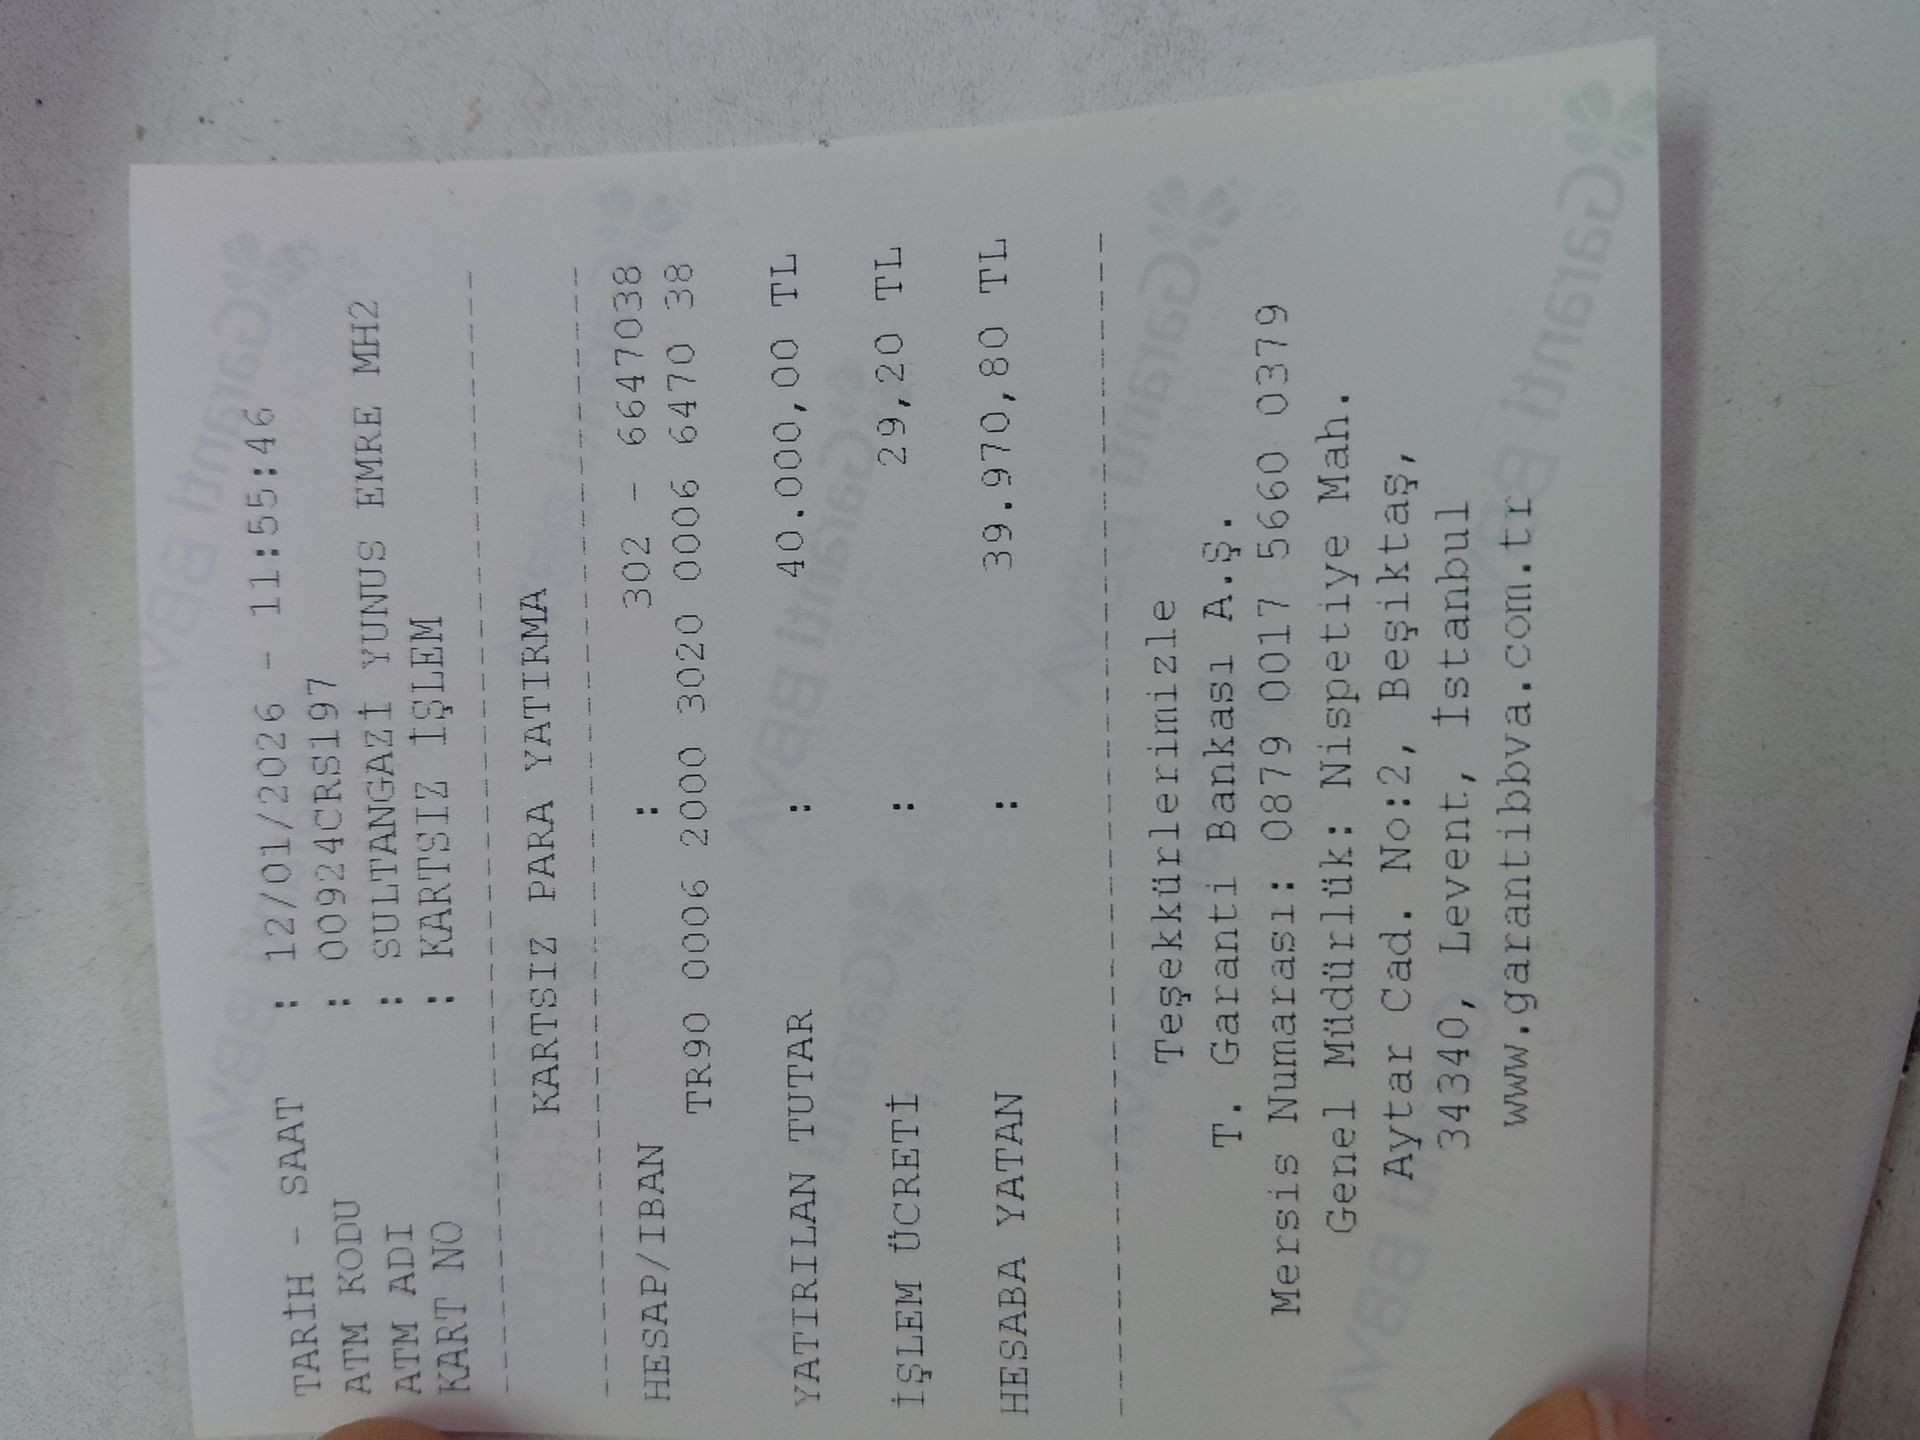 TARİH - SAAT : 12/01/2026 - 11:55:46
ATM KODU : 00924CRS197
ATM ADI : SULTANGAZİ YUNUS EMRE MH2
KART NO : KARTSIZ İŞLEM
KARTSIZ PARA YATIRMA
HESAP/IBAN : 302 - 6647038
TR90 0006 2000 3020 0006 6470 38
YATIRILAN TUTAR : 40.000,00 TL
İŞLEM ÜCRETİ : 29,20 TL
HESABA YATAN : 39.970,80 TL
Teşekkürlerimizle
T. Garanti Bankası A.Ş.
Mersis Numarası: 0879 0017 5660 0379
Genel Müdürlük: Nispetiye Mah.
Aytar Cad. No:2, Beşiktaş,
34340, Levent, İstanbul
www.garantibbva.com.tr